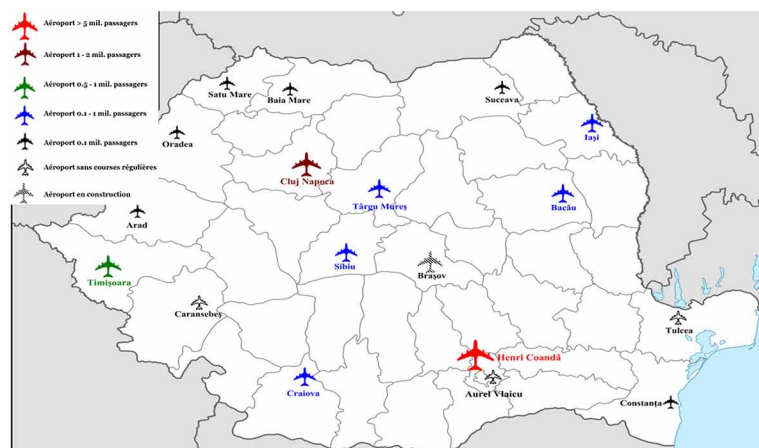 Aéroport > 5 mil. passagers
Aéroport 1 - 2 mil. passagers
Aéroport 0.5 - 1 mil. passagers
Aéroport 0.1 - 1 mil. passagers
Aéroport 0.1 mil. passagers
Aéroport sans courses régulières
Aéroport en construction
Satu Mare
Baia Mare
Suceava
Iași
Oradea
Cluj Napoca
Târgu Mureș
Bacău
Arad
Timișoara
Sibiu
Brașov
Caransebeș
Tulcea
Henri Coandă
Aurel Vlaicu
Craiova
Constanța